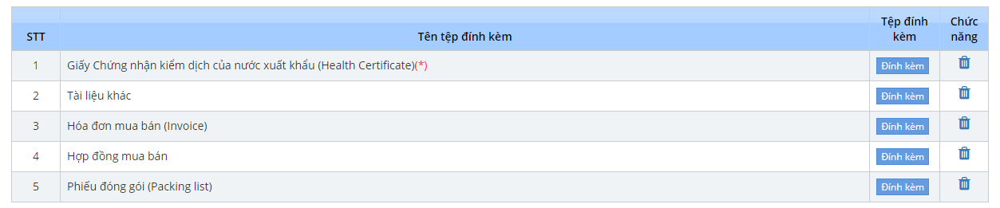 STT Tên tệp đính kèm Tệp đính kèm Chức năng
1 Giấy Chứng nhận kiểm dịch của nước xuất khẩu (Health Certificate)(*) Đính kèm
2 Tài liệu khác Đính kèm
3 Hóa đơn mua bán (Invoice) Đính kèm
4 Hợp đồng mua bán Đính kèm
5 Phiếu đóng gói (Packing list) Đính kèm